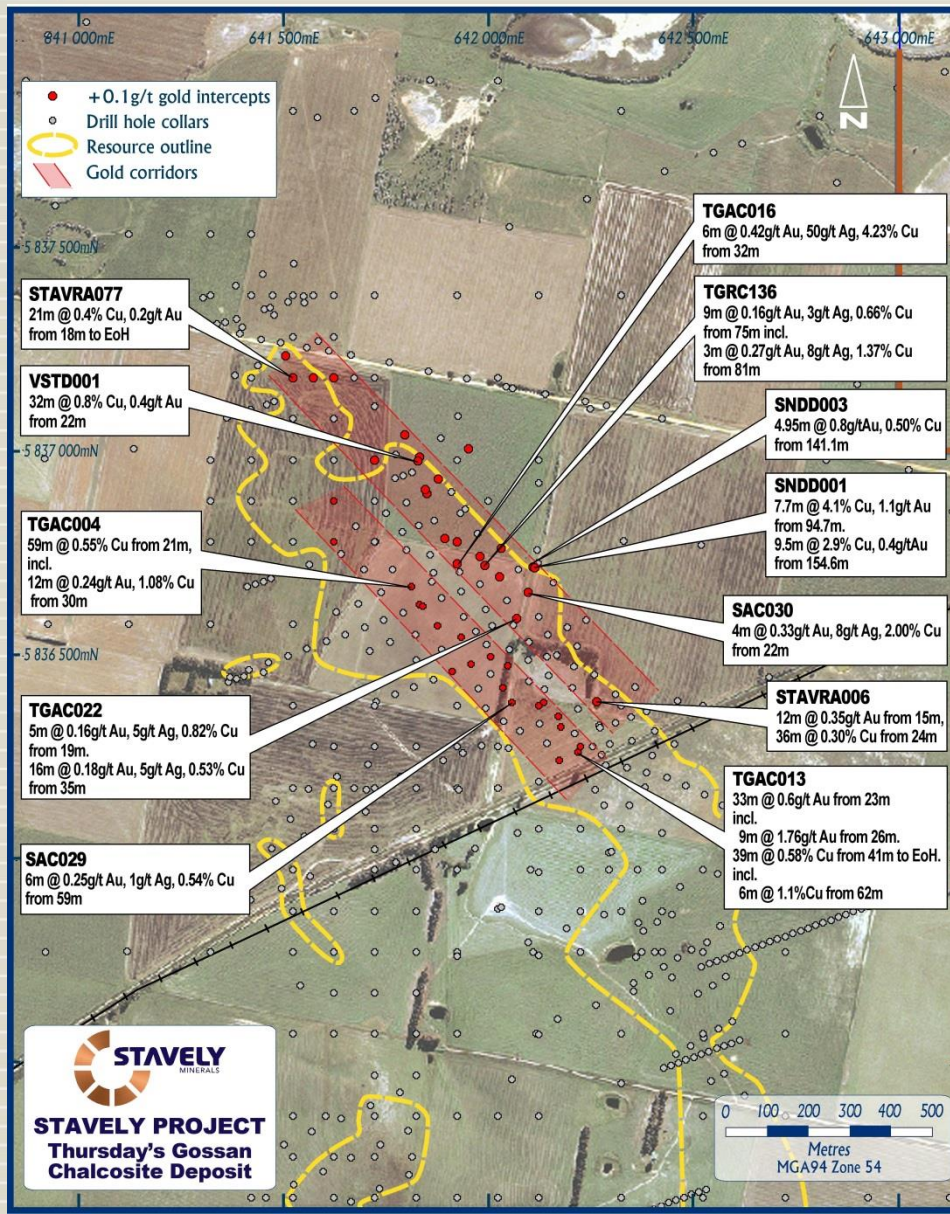 841 000mE
641 500mE
642 000mE
642 500mE
643 000mE
+0.1g/t gold intercepts
Drill hole collars
Resource outline
Gold corridors
N
5 837 500mN
TGAC016
6m @ 0.42g/t Au, 50g/t Ag, 4.23% Cu
from 32m
STAVRA077
21m @ 0.4% Cu, 0.2g/t Au
from 18m to EoH
TGRC136
9m @ 0.16g/t Au, 3g/t Ag, 0.66% Cu
from 75m incl.
3m @ 0.27g/t Au, 8g/t Ag, 1.37% Cu
from 81m
VSTD001
32m @ 0.8% Cu, 0.4g/t Au
from 22m
SNDD003
4.95m @ 0.8g/tAu, 0.50% Cu
from 141.1m
5 837 000mN
SNDD001
7.7m @ 4.1% Cu, 1.1g/t Au
from 94.7m.
9.5m @ 2.9% Cu, 0.4g/tAu
from 154.6m
TGAC004
59m @ 0.55% Cu from 21m,
incl.
12m @ 0.24g/t Au, 1.08% Cu
from 30m
SAC030
4m @ 0.33g/t Au, 8g/t Ag, 2.00% Cu
from 22m
5 836 500mN
TGAC022
5m @ 0.16g/t Au, 5g/t Ag, 0.82% Cu
from 19m.
16m @ 0.18g/t Au, 5g/t Ag, 0.53% Cu
from 35m
STAVRA006
12m @ 0.35g/t Au from 15m,
36m @ 0.30% Cu from 24m
TGAC013
33m @ 0.6g/t Au from 23m
incl.
9m @ 1.76g/t Au from 26m.
39m @ 0.58% Cu from 41m to EoH.
incl.
6m @ 1.1%Cu from 62m
SAC029
6m @ 0.25g/t Au, 1g/t Ag, 0.54% Cu
from 59m
STAVELY
MINERALS
STAVELY PROJECT
Thursday's Gossan
Chalcosite Deposit
0 100 200 300 400 500
Metres
MGA94 Zone 54